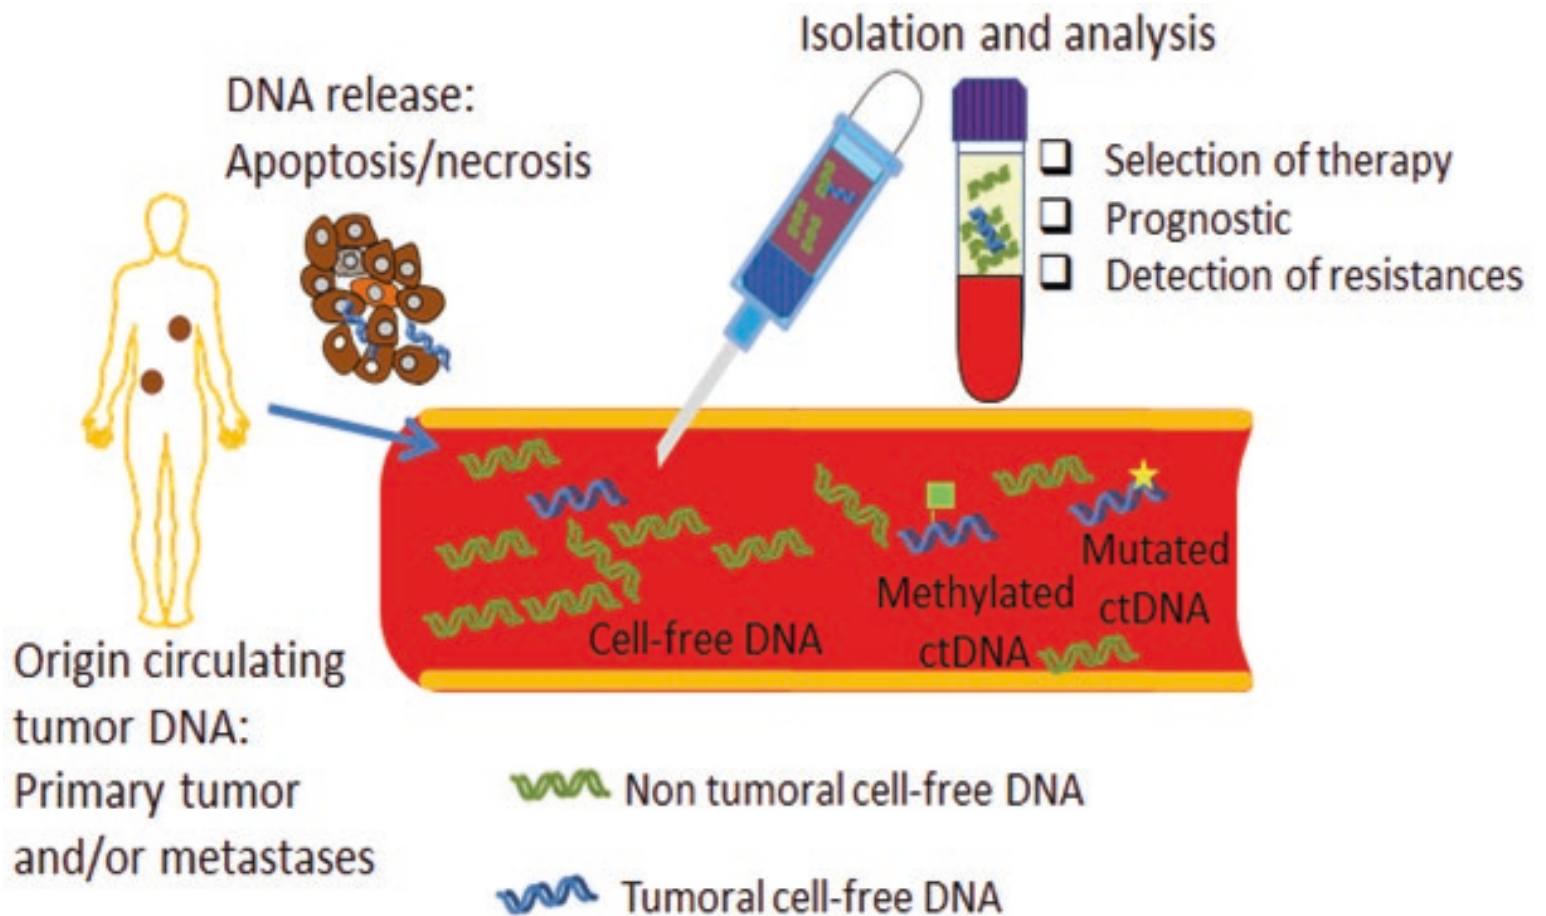 Isolation and analysis
DNA release:
Apoptosis/necrosis
Selection of therapy
Prognostic
Detection of resistances
Mutated
ctDNA
Methylated
ctDNA
Cell-free DNA
Origin circulating
tumor DNA:
Primary tumor
and/or metastases
Non tumoral cell-free DNA
Tumoral cell-free DNA